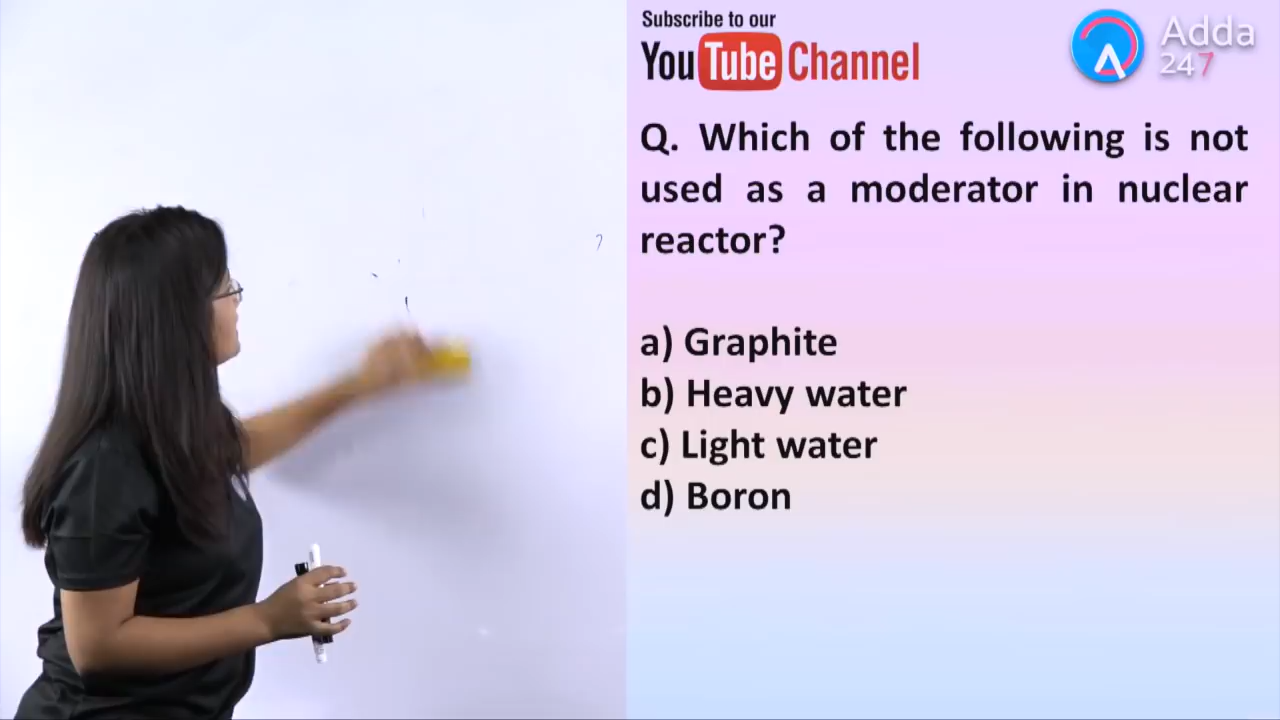 Subscribe to our
YouTube Channel
Adda
247
Q. Which of the following is not
used as a moderator in nuclear
reactor?
a) Graphite
b) Heavy water
c) Light water
d) Boron